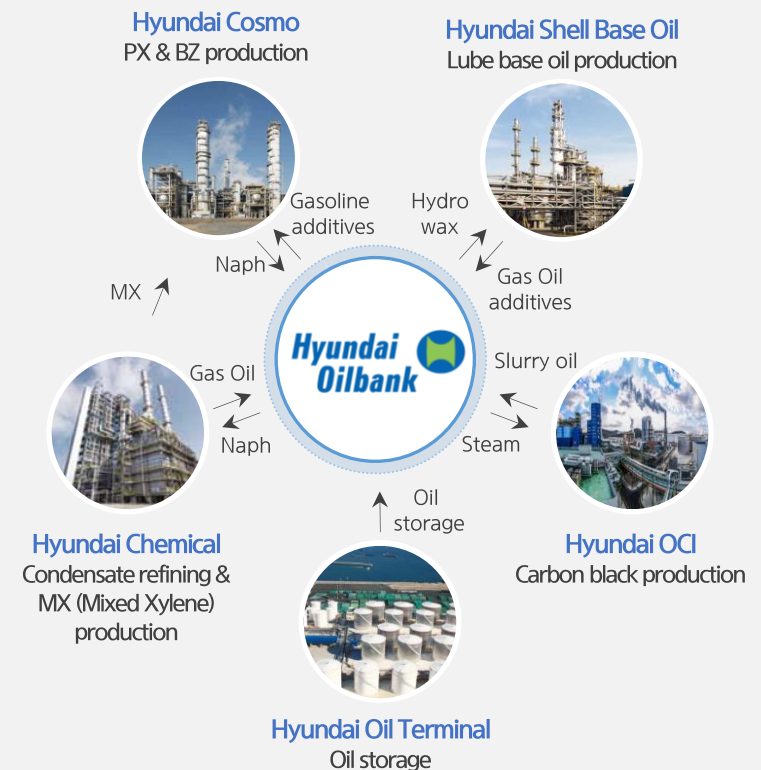 Hyundai Cosmo
PX & BZ production
Hyundai Shell Base Oil
Lube base oil production
Gasoline
additives
Hydro
wax
Naph
Gas Oil
additives
MX
Hyundai
Oilbank
Gas Oil
Slurry oil
Naph
Steam
Oil
storage
Hyundai Chemical
Condensate refining &
MX (Mixed Xylene)
production
Hyundai OCI
Carbon black production
Hyundai Oil Terminal
Oil storage